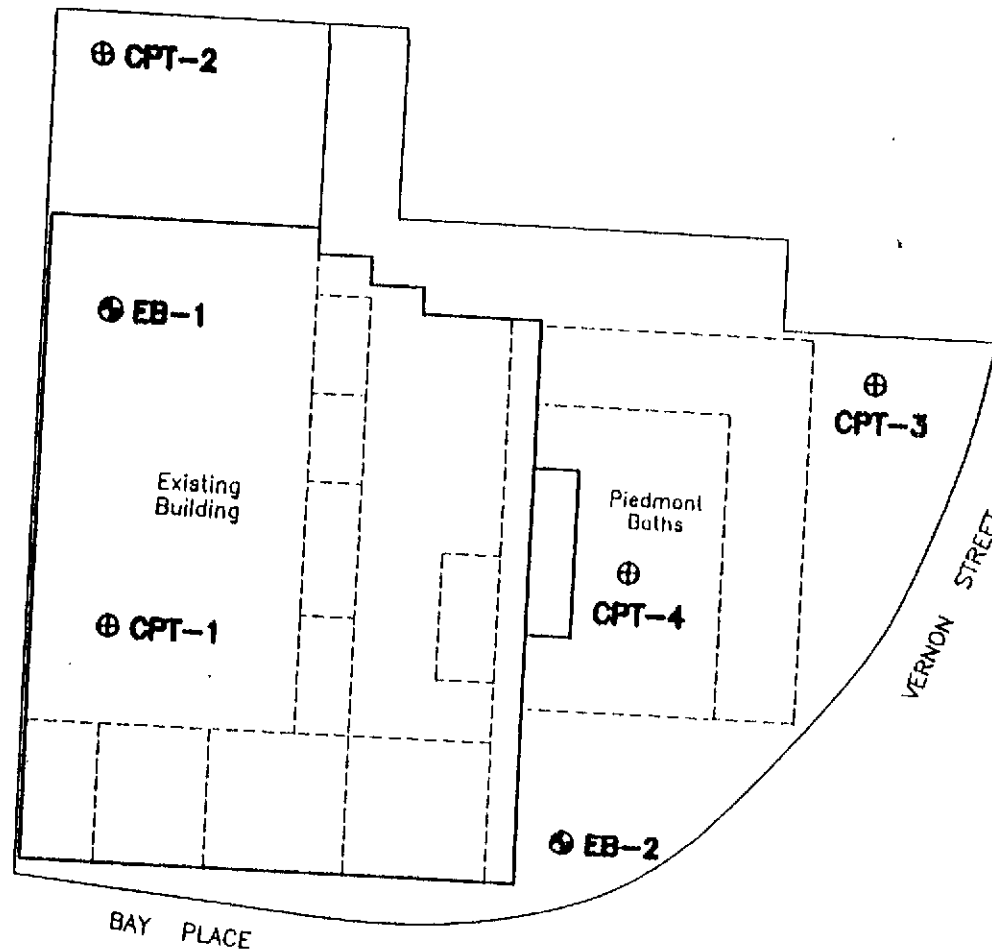 CPT-2
EB-1
CPT-3
Existing
Building
Piedmont
Baths
CPT-4
CPT-1
VERNON STREET
EB-2
BAY PLACE